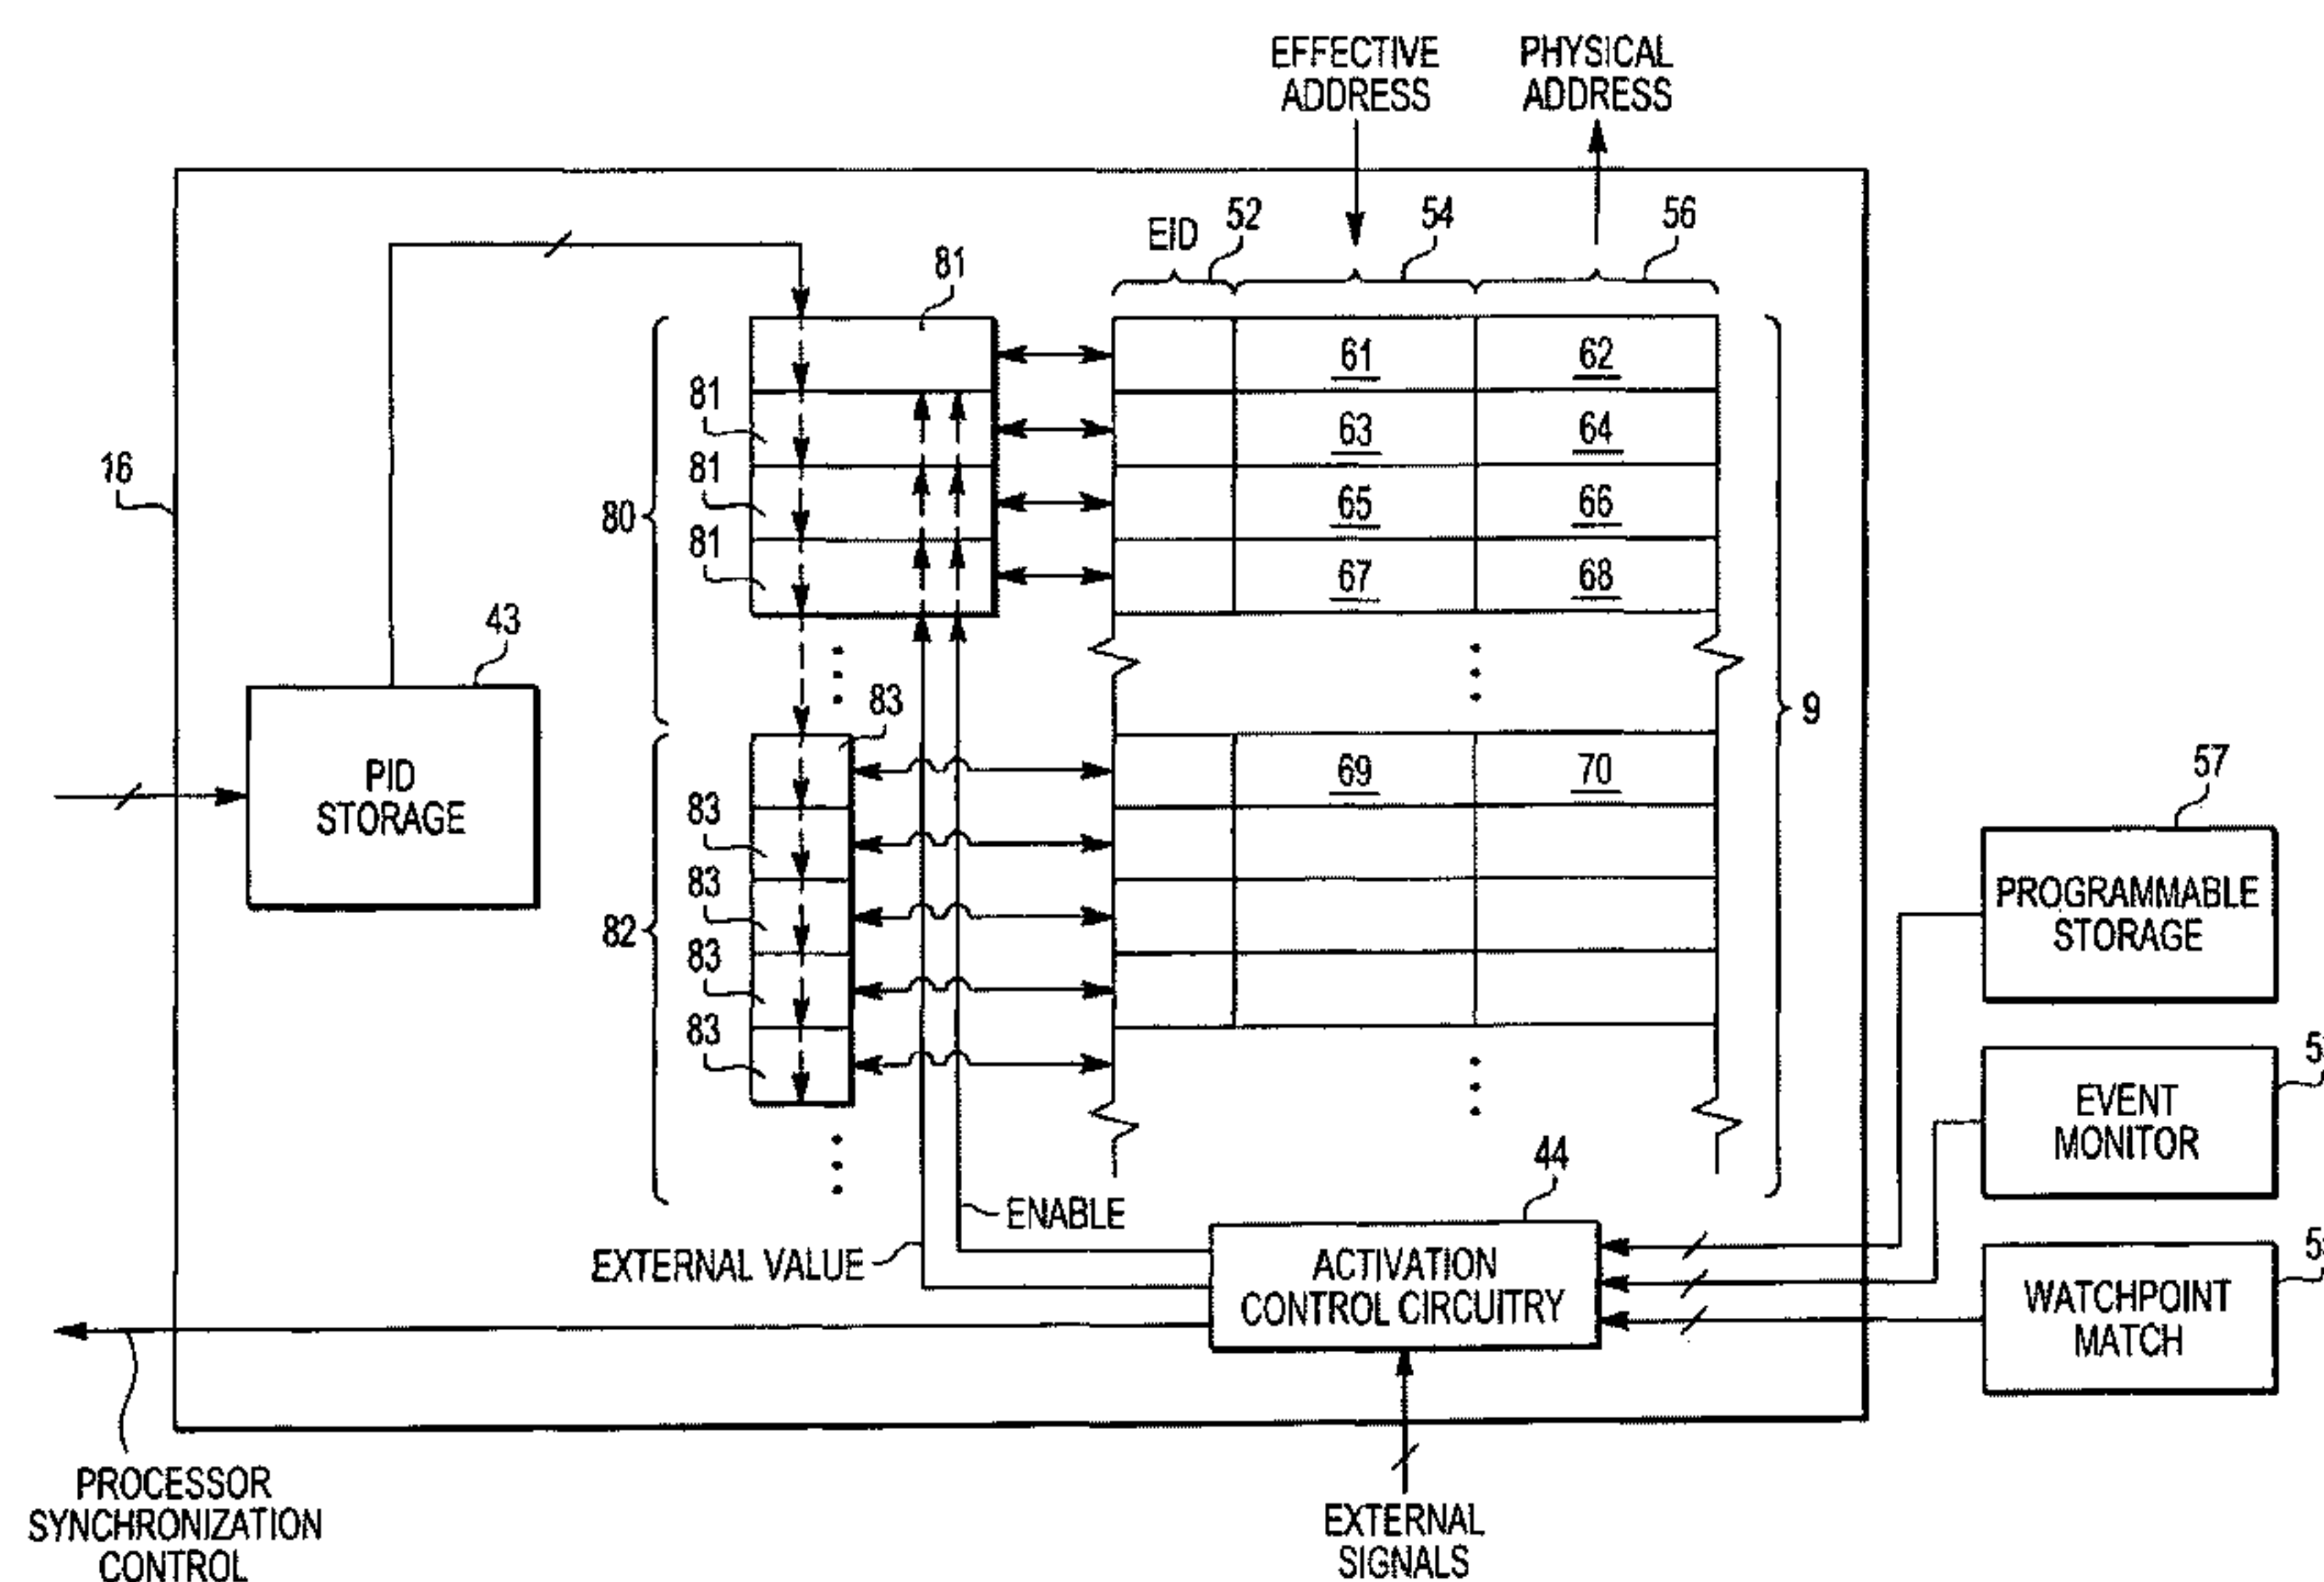 EFFECTIVE
ADDRESS
PHYSICAL
ADDRESS
EID
52
54
56
81
61
62
81
63
64
81
65
66
81
67
68
16
80
43
PID
STORAGE
83
69
70
9
83
83
83
83
82
57
PROGRAMMABLE
STORAGE
EVENT
MONITOR
WATCHPOINT
MATCH
44
ACTIVATION
CONTROL CIRCUITRY
ENABLE
EXTERNAL VALUE
PROCESSOR
SYNCHRONIZATION
CONTROL
EXTERNAL
SIGNALS